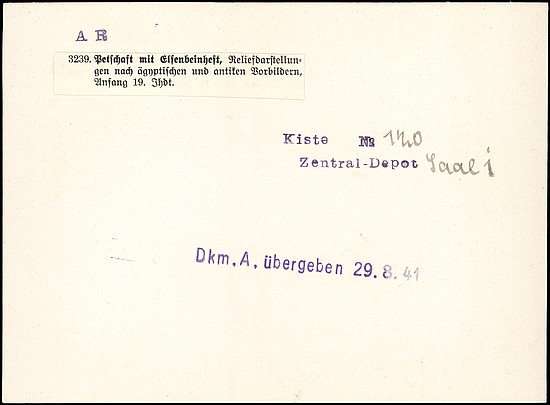 A R
3239. Petschaft mit Elfenbeinheft, Reliefdarstellun-
gen nach ägyptischen und antiken Vorbildern,
Anfang 19. Jhdt.
Kiste № 120
Zentral-Depot Saal I
Dkm. A. übergeben 29. 8. 41